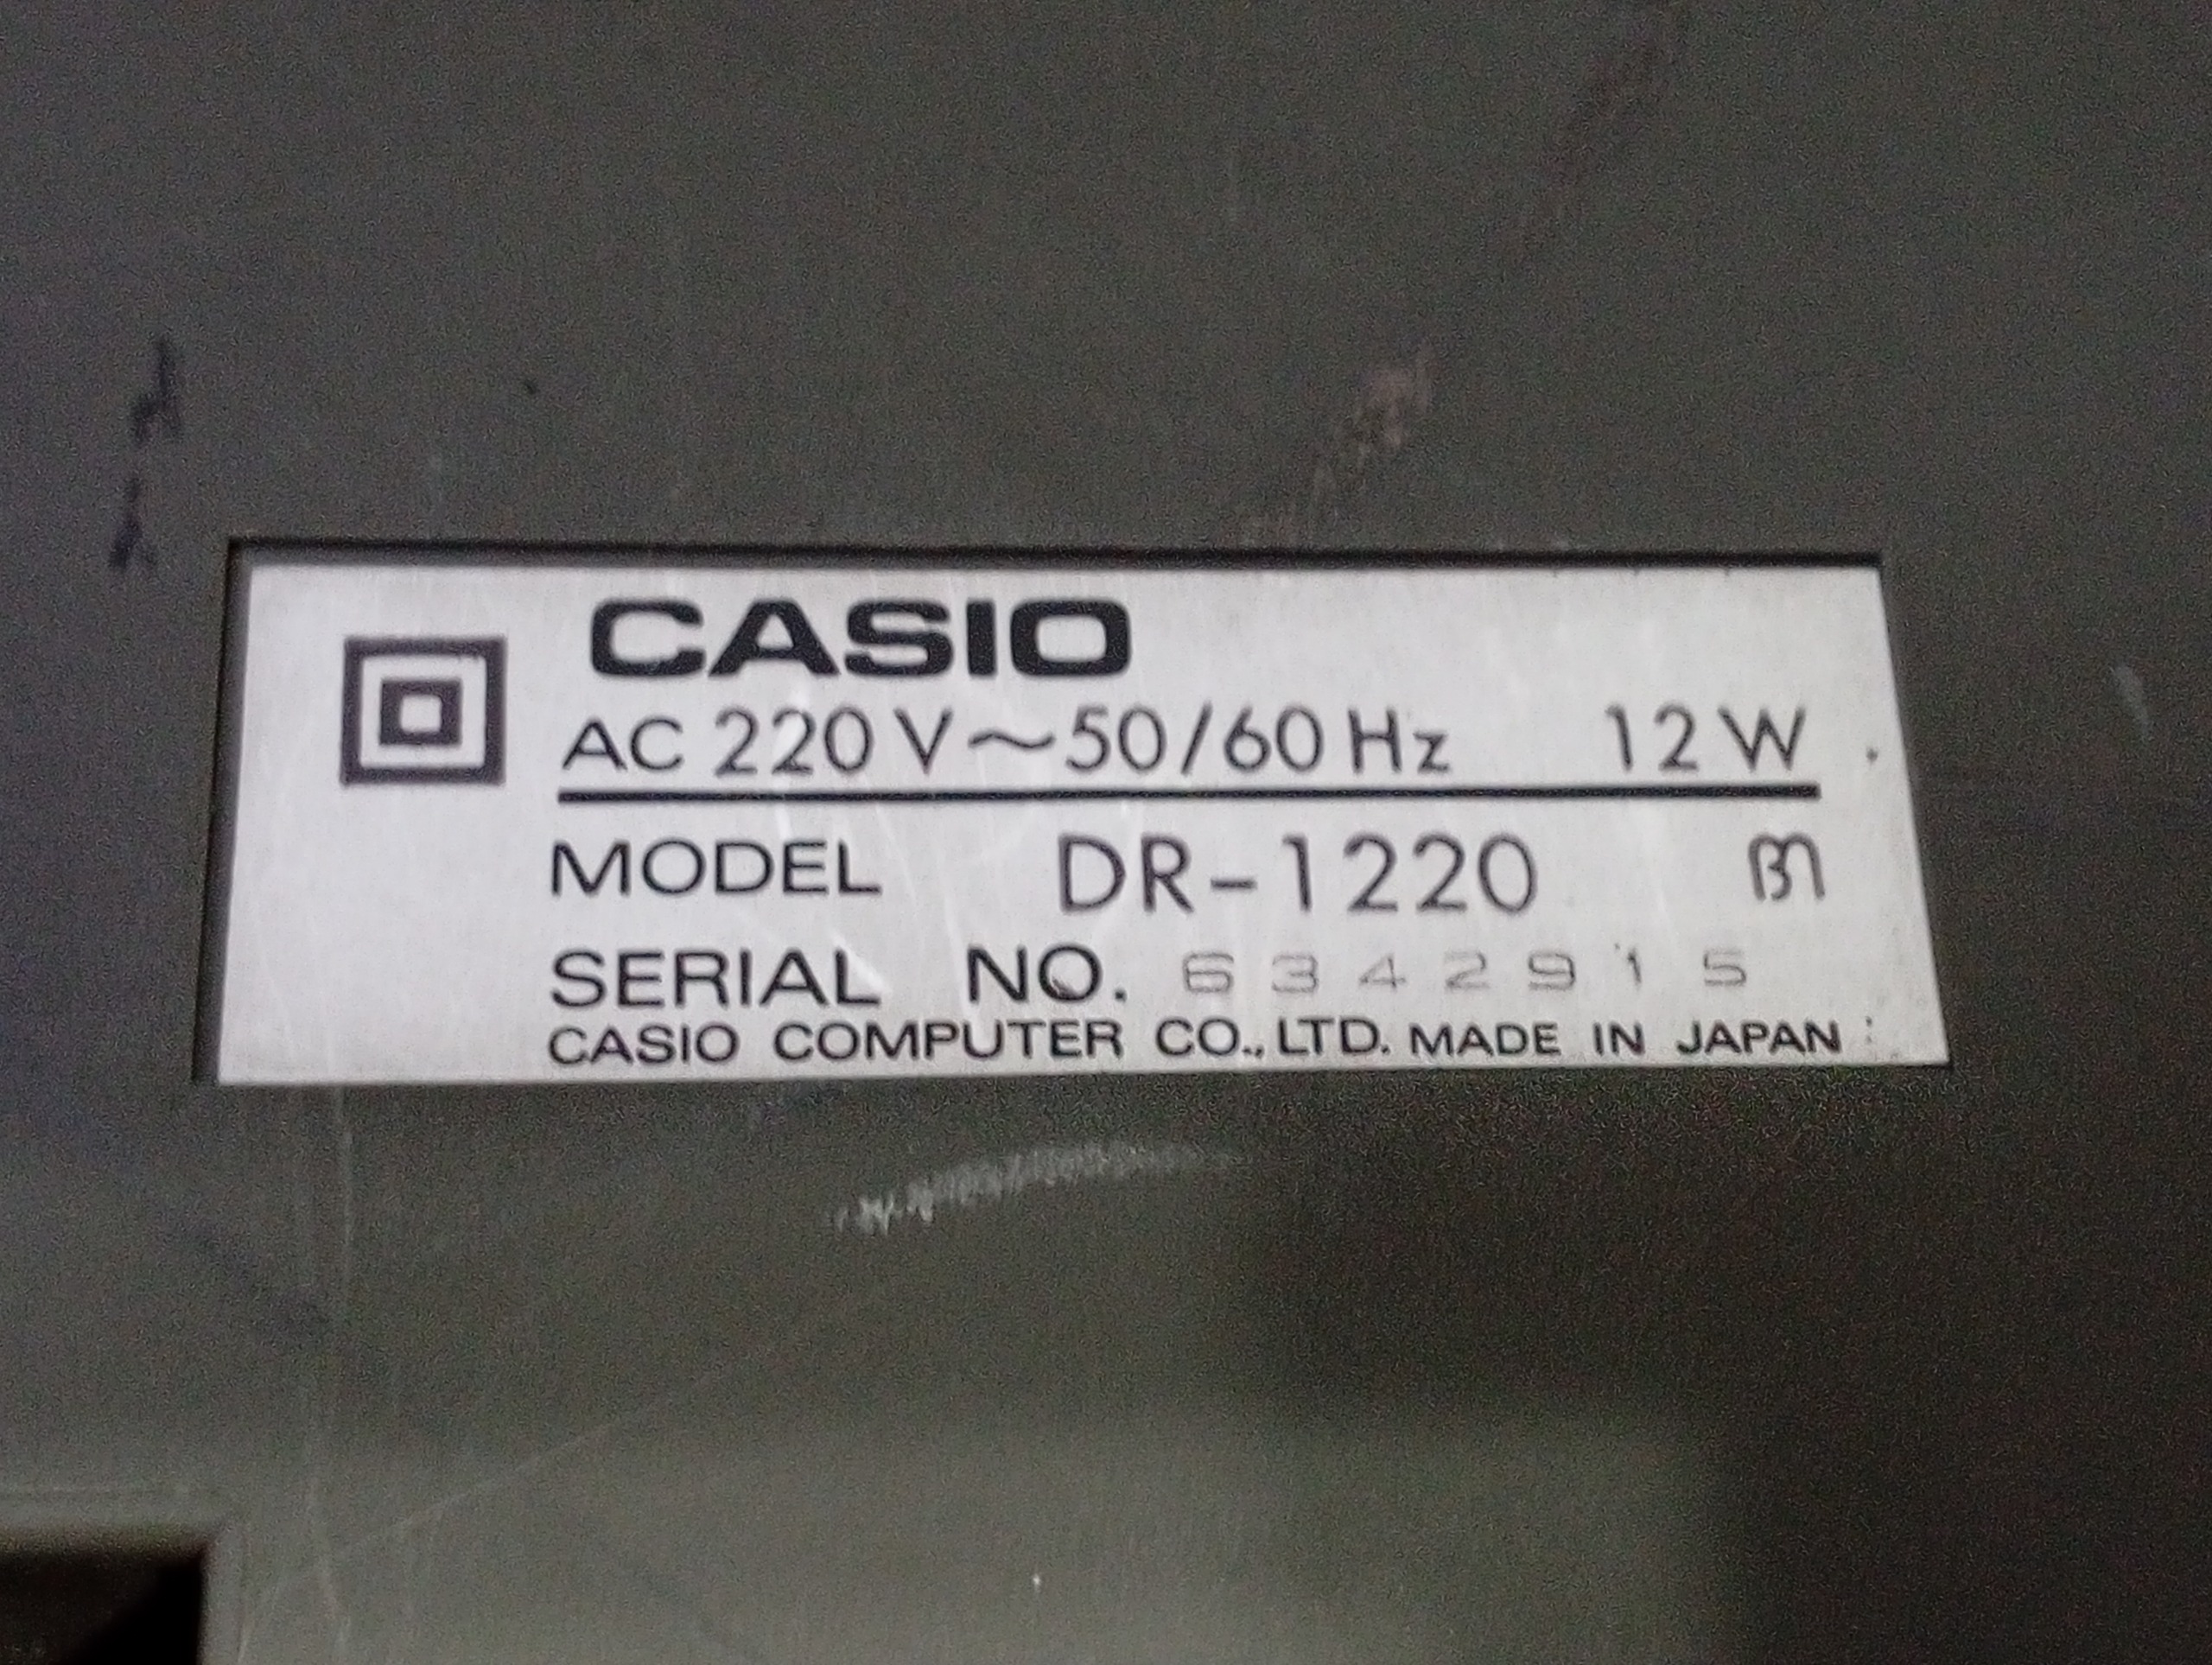 CASIO
AC 220 V~50/60 Hz 12 W
MODEL DR-1220
SERIAL NO. 6342915
CASIO COMPUTER CO., LTD. MADE IN JAPAN